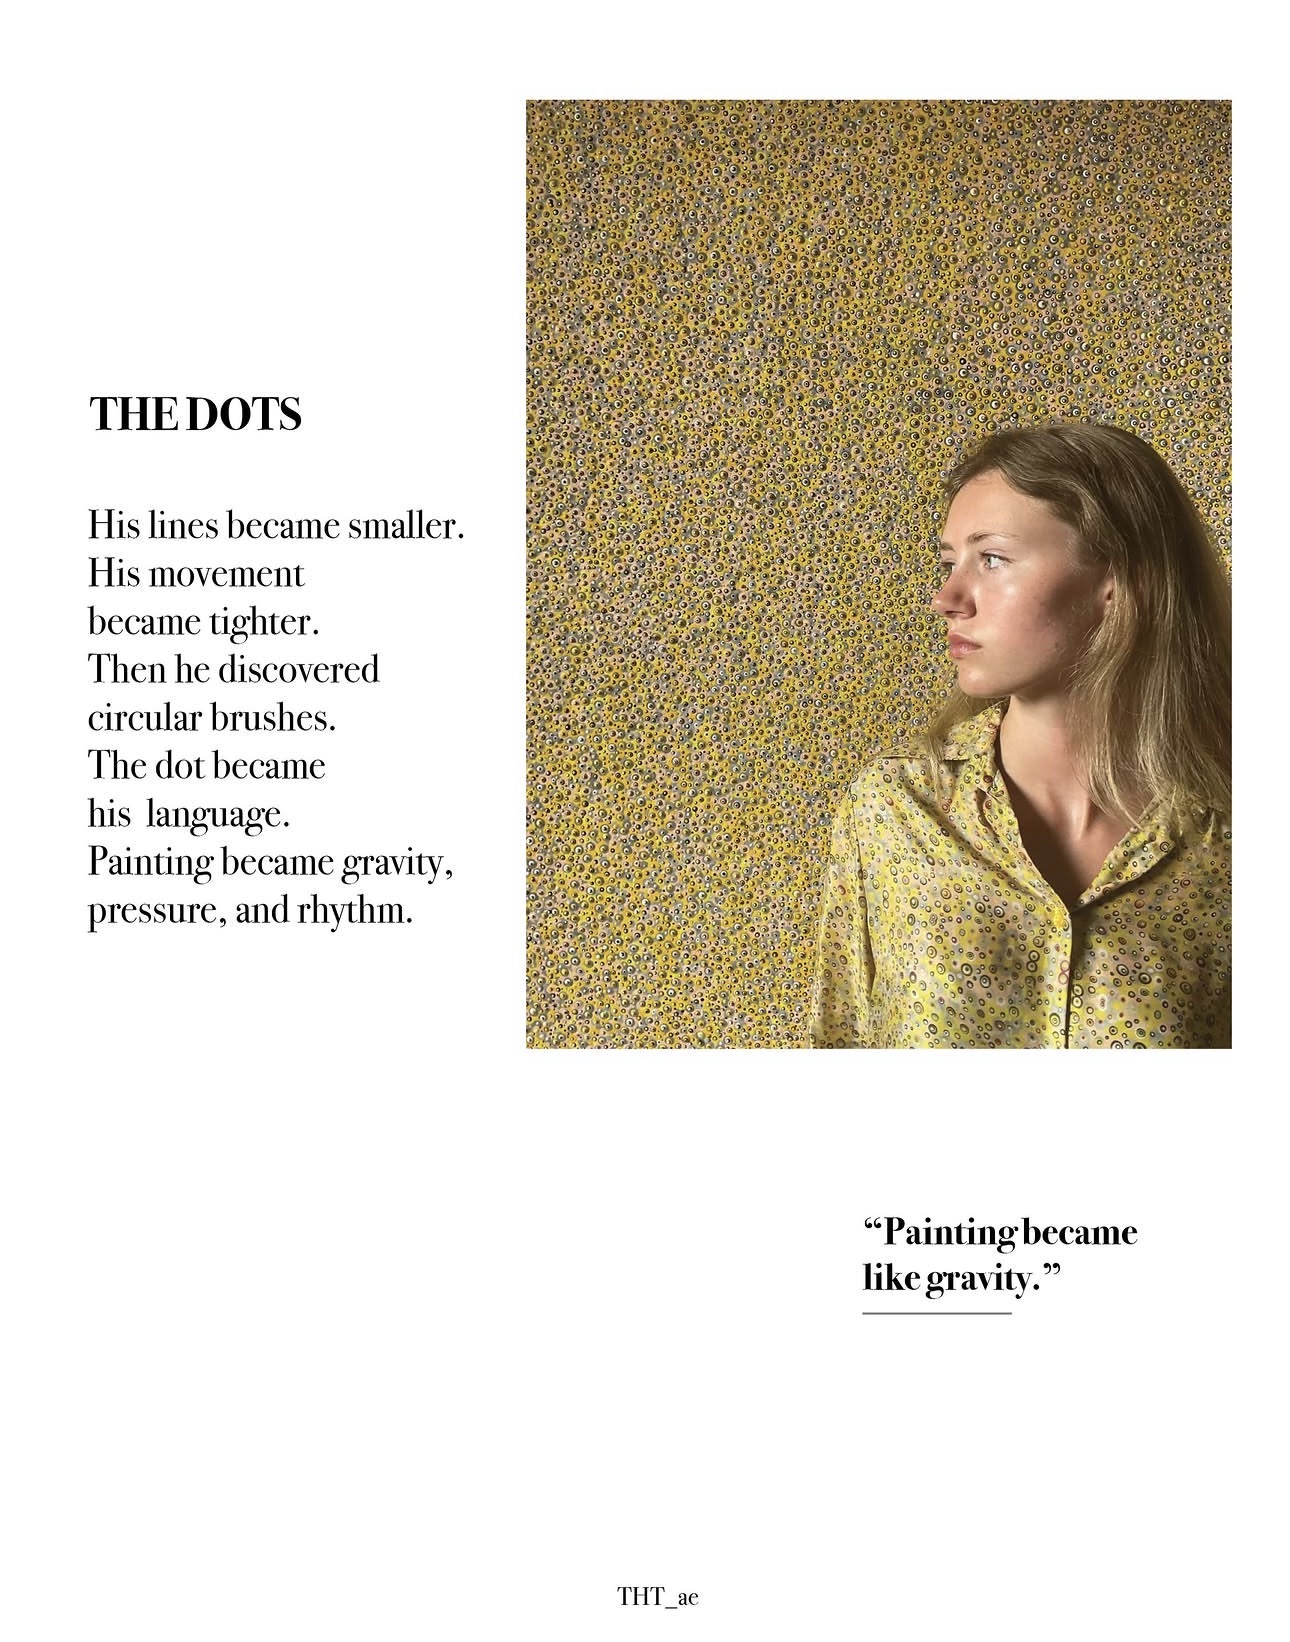 THE DOTS
His lines became smaller.
His movement
became tighter.
Then he discovered
circular brushes.
The dot became
his  language.
Painting became gravity,
pressure, and rhythm.
“Painting became
like gravity.”
THT_ae